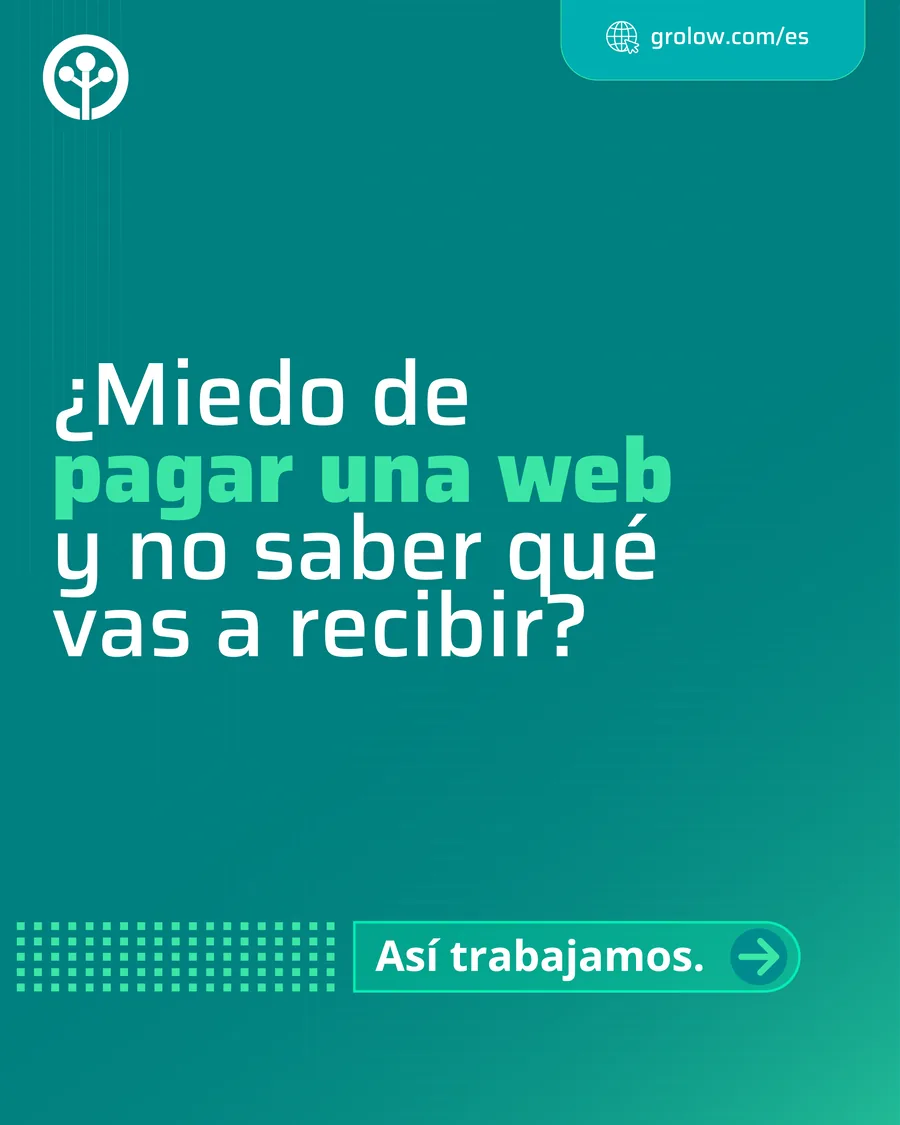 grolow.com/es
¿Miedo de
pagar una web
y no saber qué
vas a recibir?
Así trabajamos.